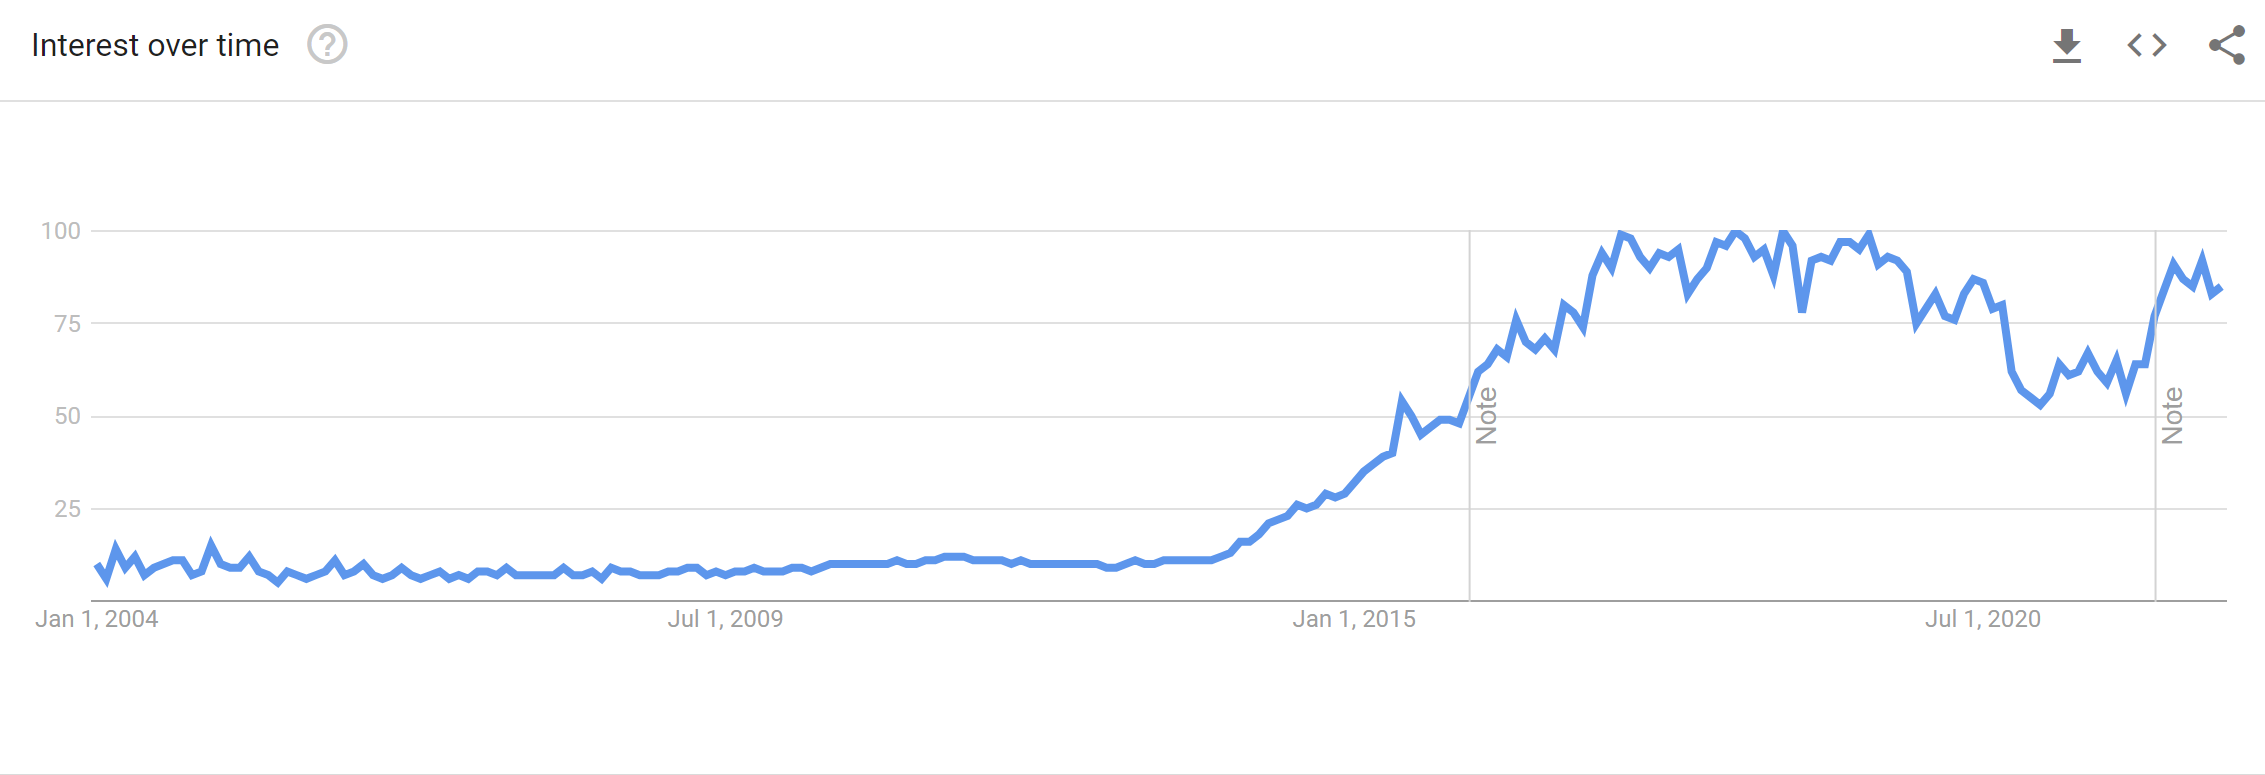 Interest over time
100
75
50
25
Note
Note
Jan 1, 2004
Jul 1, 2009
Jan 1, 2015
Jul 1, 2020